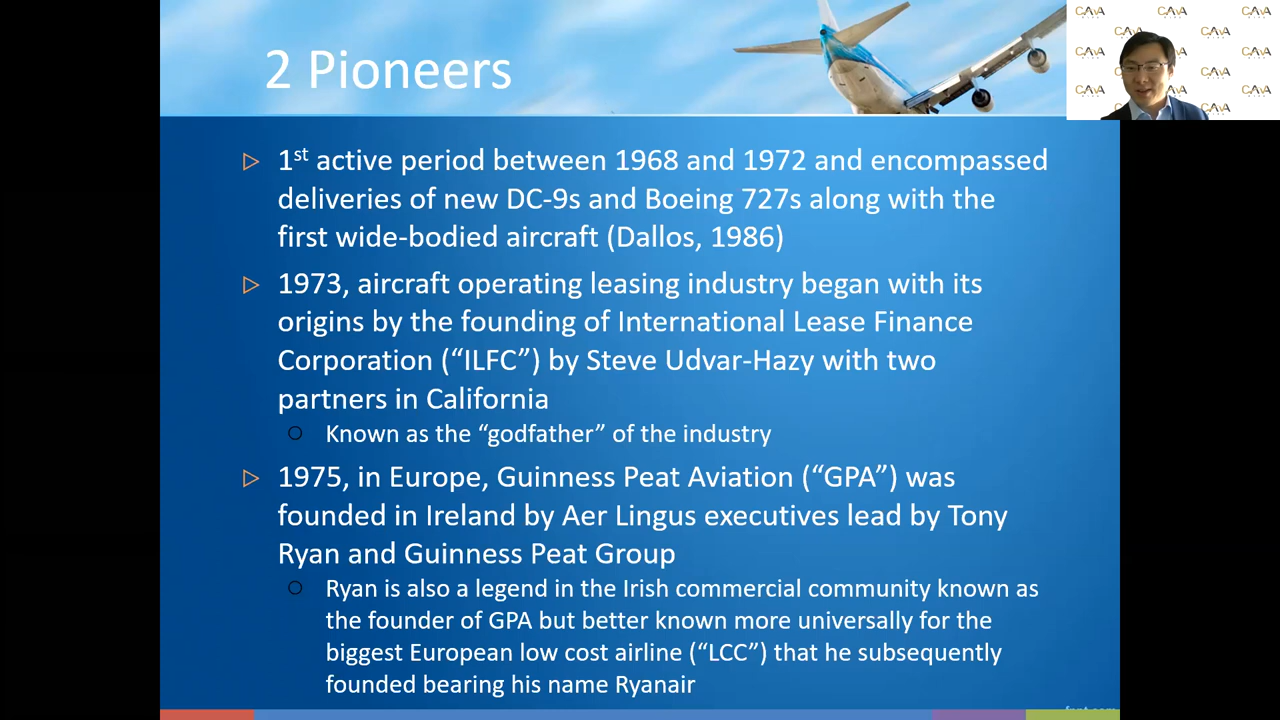 2 Pioneers
1st active period between 1968 and 1972 and encompassed
deliveries of new DC-9s and Boeing 727s along with the
first wide-bodied aircraft (Dallos, 1986)
1973, aircraft operating leasing industry began with its
origins by the founding of International Lease Finance
Corporation (“ILFC”) by Steve Udvar-Hazy with two
partners in California
Known as the “godfather” of the industry
1975, in Europe, Guinness Peat Aviation (“GPA”) was
founded in Ireland by Aer Lingus executives lead by Tony
Ryan and Guinness Peat Group
Ryan is also a legend in the Irish commercial community known as
the founder of GPA but better known more universally for the
biggest European low cost airline (“LCC”) that he subsequently
founded bearing his name Ryanair